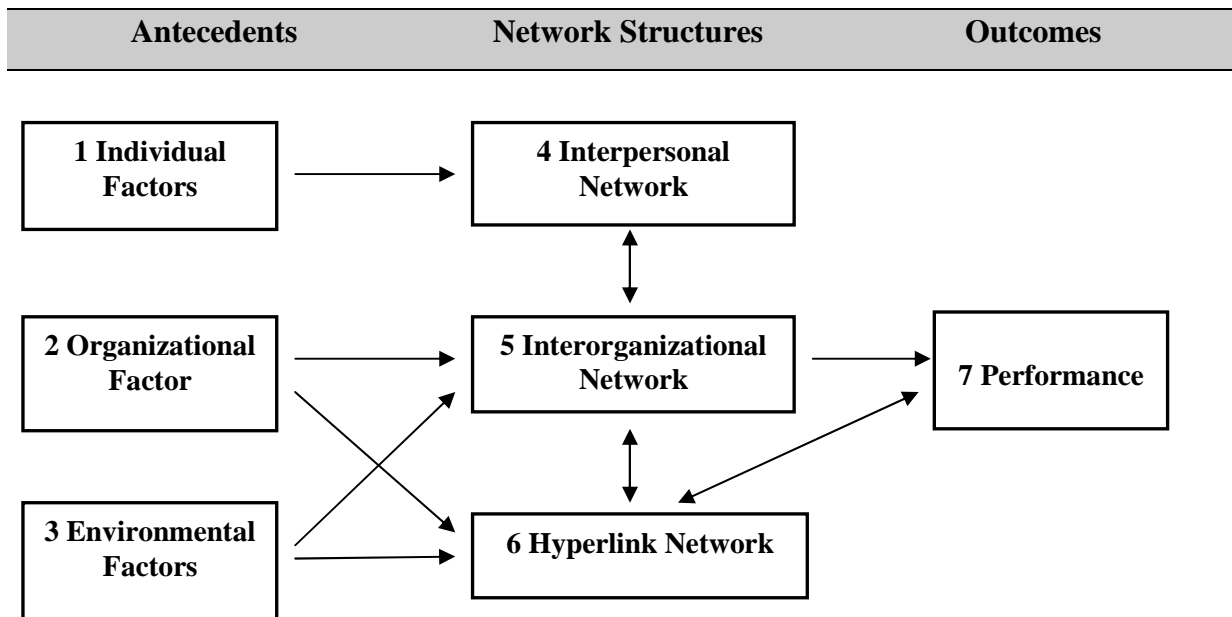 Antecedents Network Structures Outcomes
1 Individual
Factors
4 Interpersonal
Network
2 Organizational
Factor
5 Interorganizational
Network
7 Performance
3 Environmental
Factors
6 Hyperlink Network